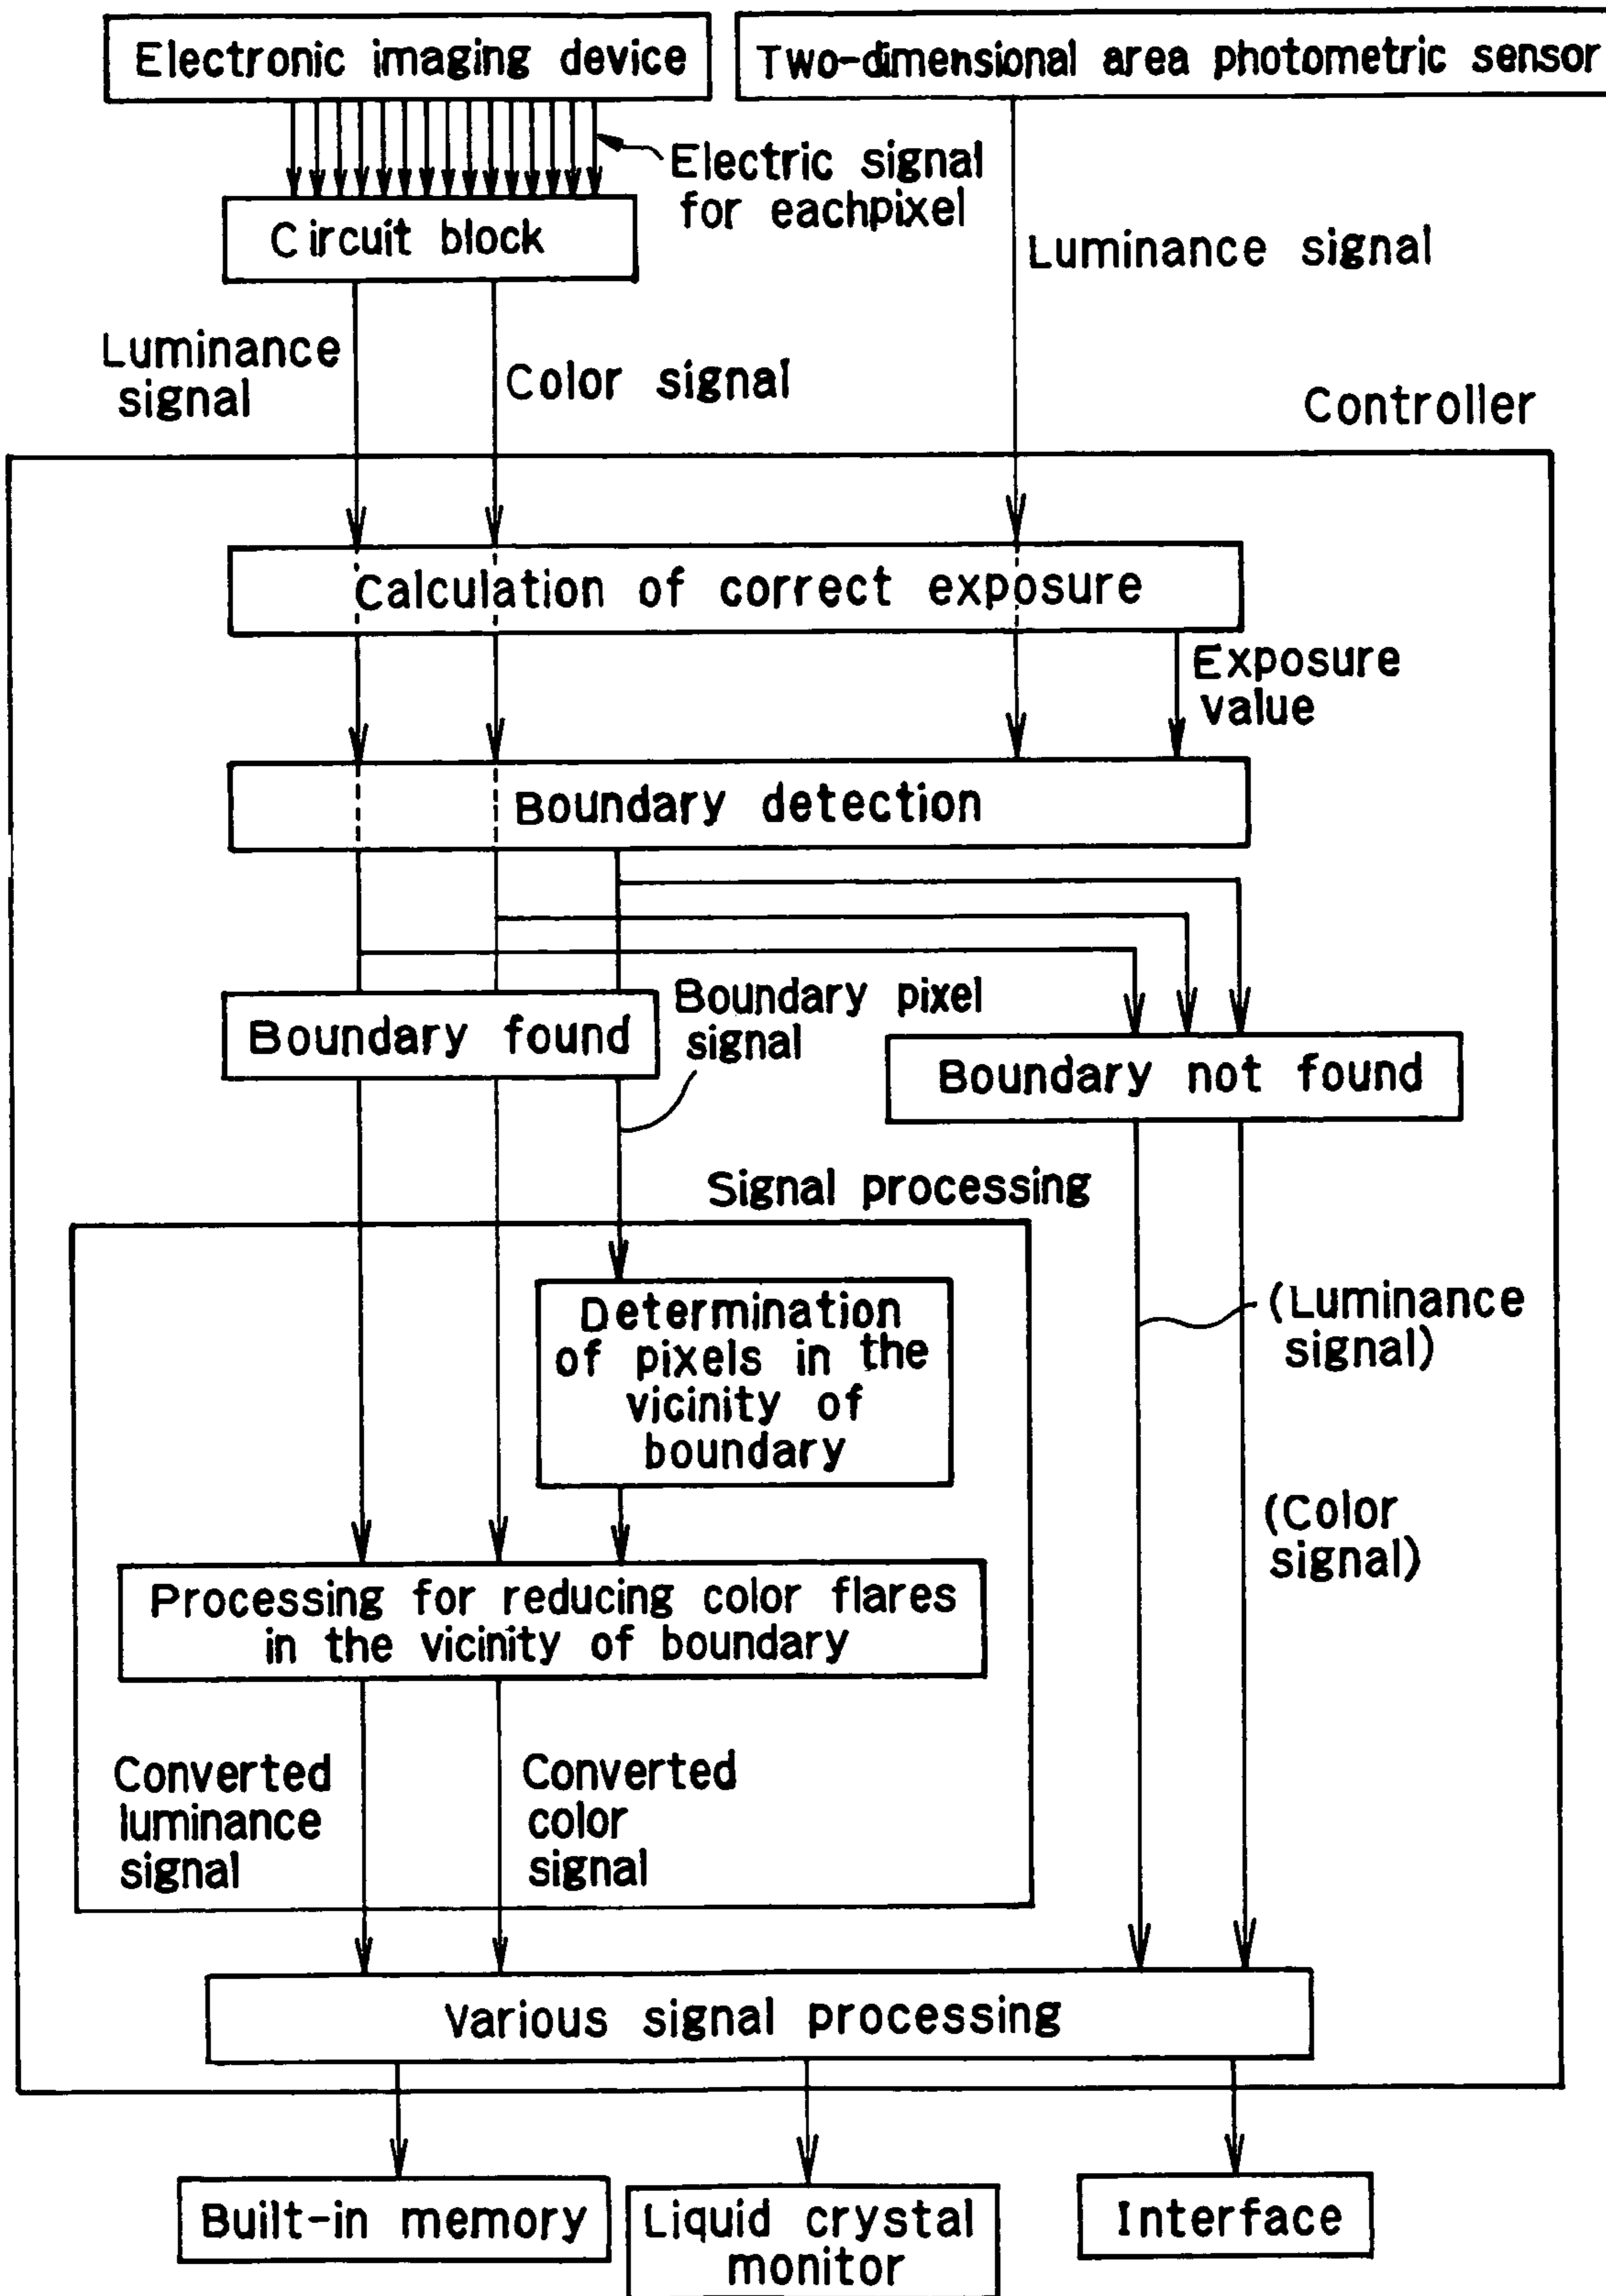 Electronic imaging device
Two-dimensional area photometric sensor
Electric signal
for eachpixel
Circuit block
Luminance signal
Luminance
signal
Color signal
Controller
Calculation of correct exposure
Exposure
value
Boundary detection
Boundary pixel
signal
Boundary found
Boundary not found
Signal processing
Determination
of pixels in the
vicinity of
boundary
(Luminance
signal)
(Color
signal)
Processing for reducing color flares
in the vicinity of boundary
Converted
luminance
signal
Converted
color
signal
Various signal processing
Built-in memory
Liquid crystal
monitor
Interface